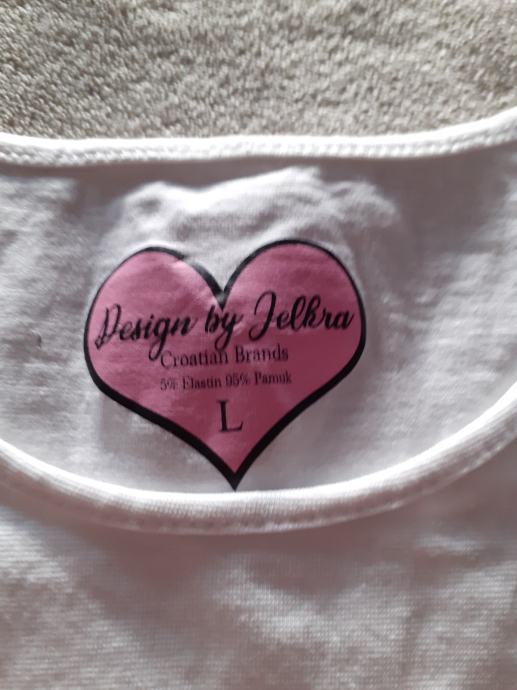 Design by Jelkra
Croatian Brands
5% Elastin 95% Pamuk
L